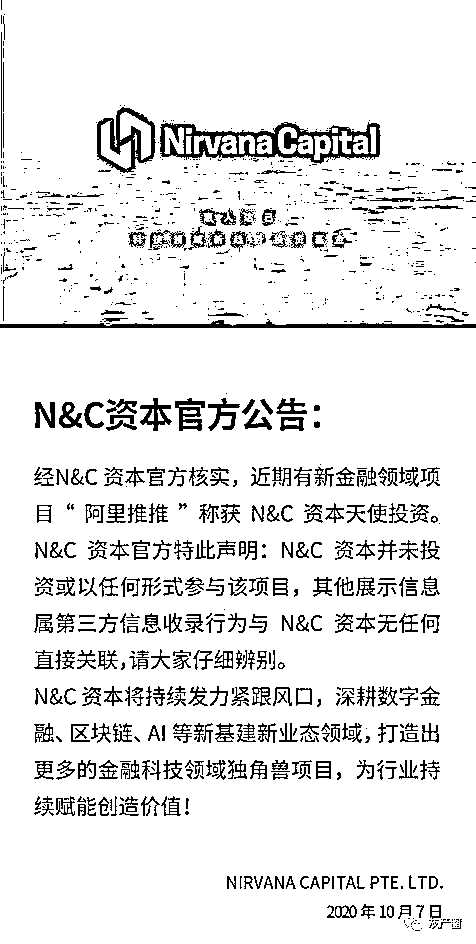 Nirvana Capital
N&C资本官方公告：
经N&C 资本官方核实，近期有新金融领域项
目“ 阿里推推 ”称获 N&C 资本天使投资。
N&C 资本官方特此声明：N&C 资本并未投
资或以任何形式参与该项目，其他展示信息
属第三方信息收录行为与 N&C 资本无任何
直接关联，请大家仔细辨别。
N&C 资本将持续发力紧跟风口，深耕数字金
融、区块链、AI 等新基建新业态领域，打造出
更多的金融科技领域独角兽项目，为行业持
续赋能创造价值！
NIRVANA CAPITAL PTE. LTD.
2020 年 10 月 7 日
灰产圈